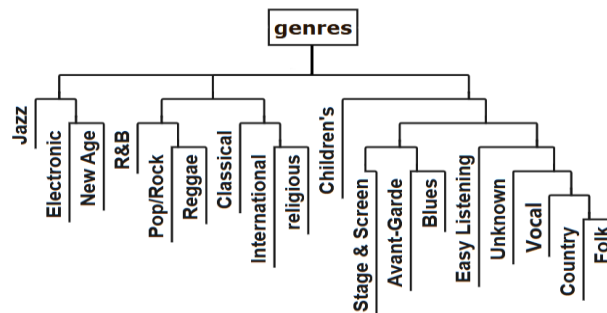 genres
Jazz
Electronic
New Age
R&B
Pop/Rock
Reggae
Classical
International
religious
Children's
Stage & Screen
Avant-Garde
Blues
Easy Listening
Unknown
Vocal
Country
Folk